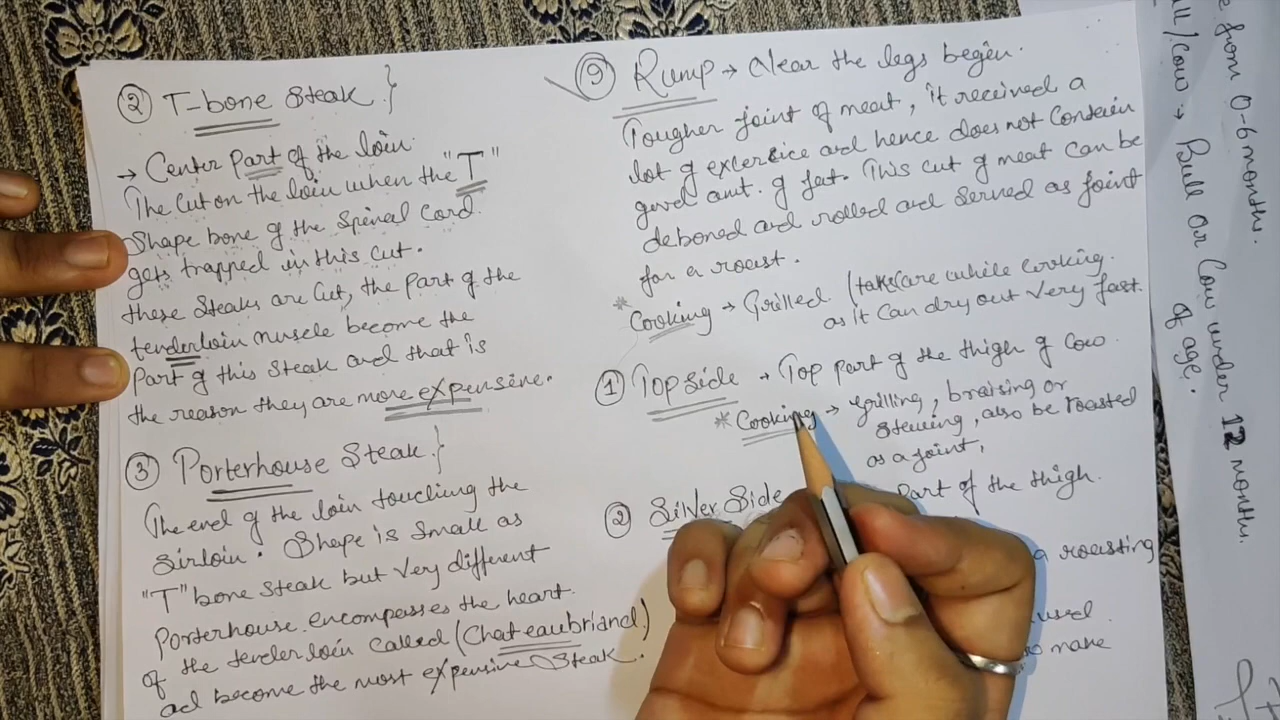 ② T-bone Steak }
→ Center Part of the loin.
The cut on the loin when the "T"
Shape bone of the Spinal Cord.
gets trapped in this cut.
these Steaks are Cut, the Part of the
tenderloin muscle become the
Part of this Steak and that is
the reason they are more expensive.
③ Porterhouse Steak }
The end of the loin touching the
Sirloin. Shape is Small as
"T" bone Steak but Very different
Porterhouse encompasses the heart.
of the tenderloin called (Chateaubriand)
ad become the most expensive Steak.
⑨ Rump → Near the legs begin.
Tougher joint of meat, it received a
lot of excercice and hence does not Contain
good amt. of fat. This cut of meat can be
deboned and rolled and Served as Joint
for a roast.
* Cooking → Grilled (take care while cooking.
as it Can dry out Very fast.
① Top Side → Top part of the thigh of Cow.
* Cooking → grilling, braising or
Stewing, also be roasted
as a joint,
② Silver Side Part of the thigh.
a roasting
used.
to make
e from 0-6 months.
ll/cow → Bull or Cow under 12 months.
of age.